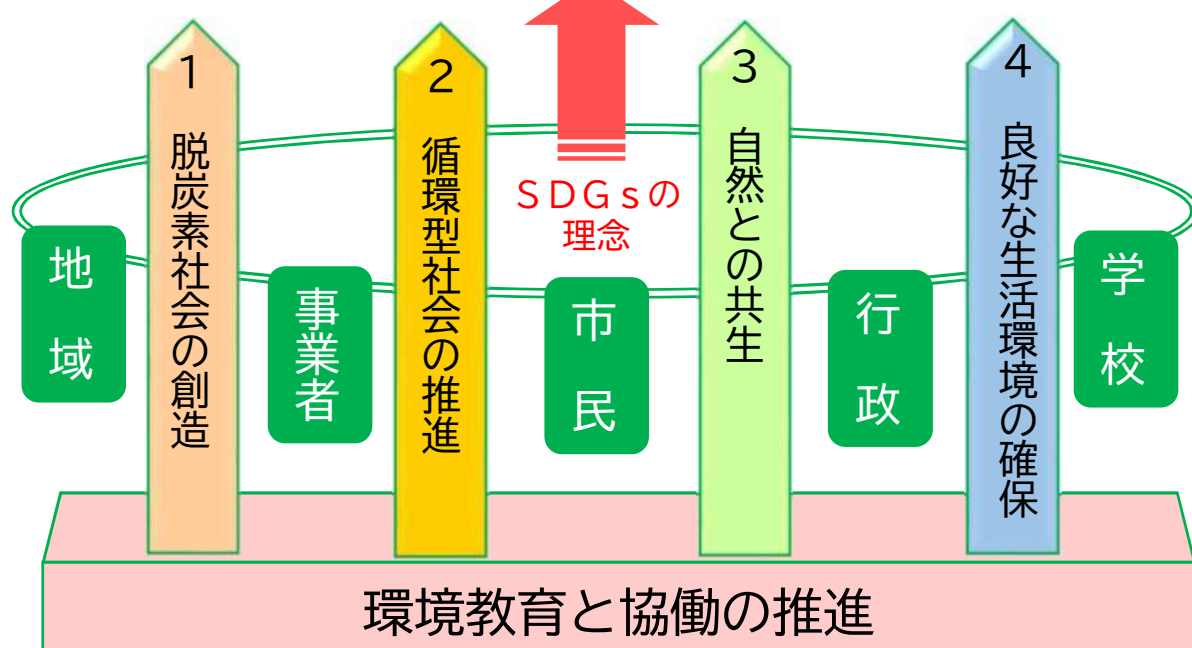 1 脱炭素社会の創造
2 循環型社会の推進
SDGsの
理念
3 自然との共生
4 良好な生活環境の確保
地域
事業者
市民
行政
学校
環境教育と協働の推進